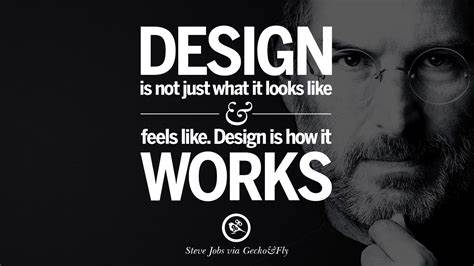 DESIGN
is not just what it looks like
&
feels like. Design is how it
WORKS
Steve Jobs via Gecko&Fly